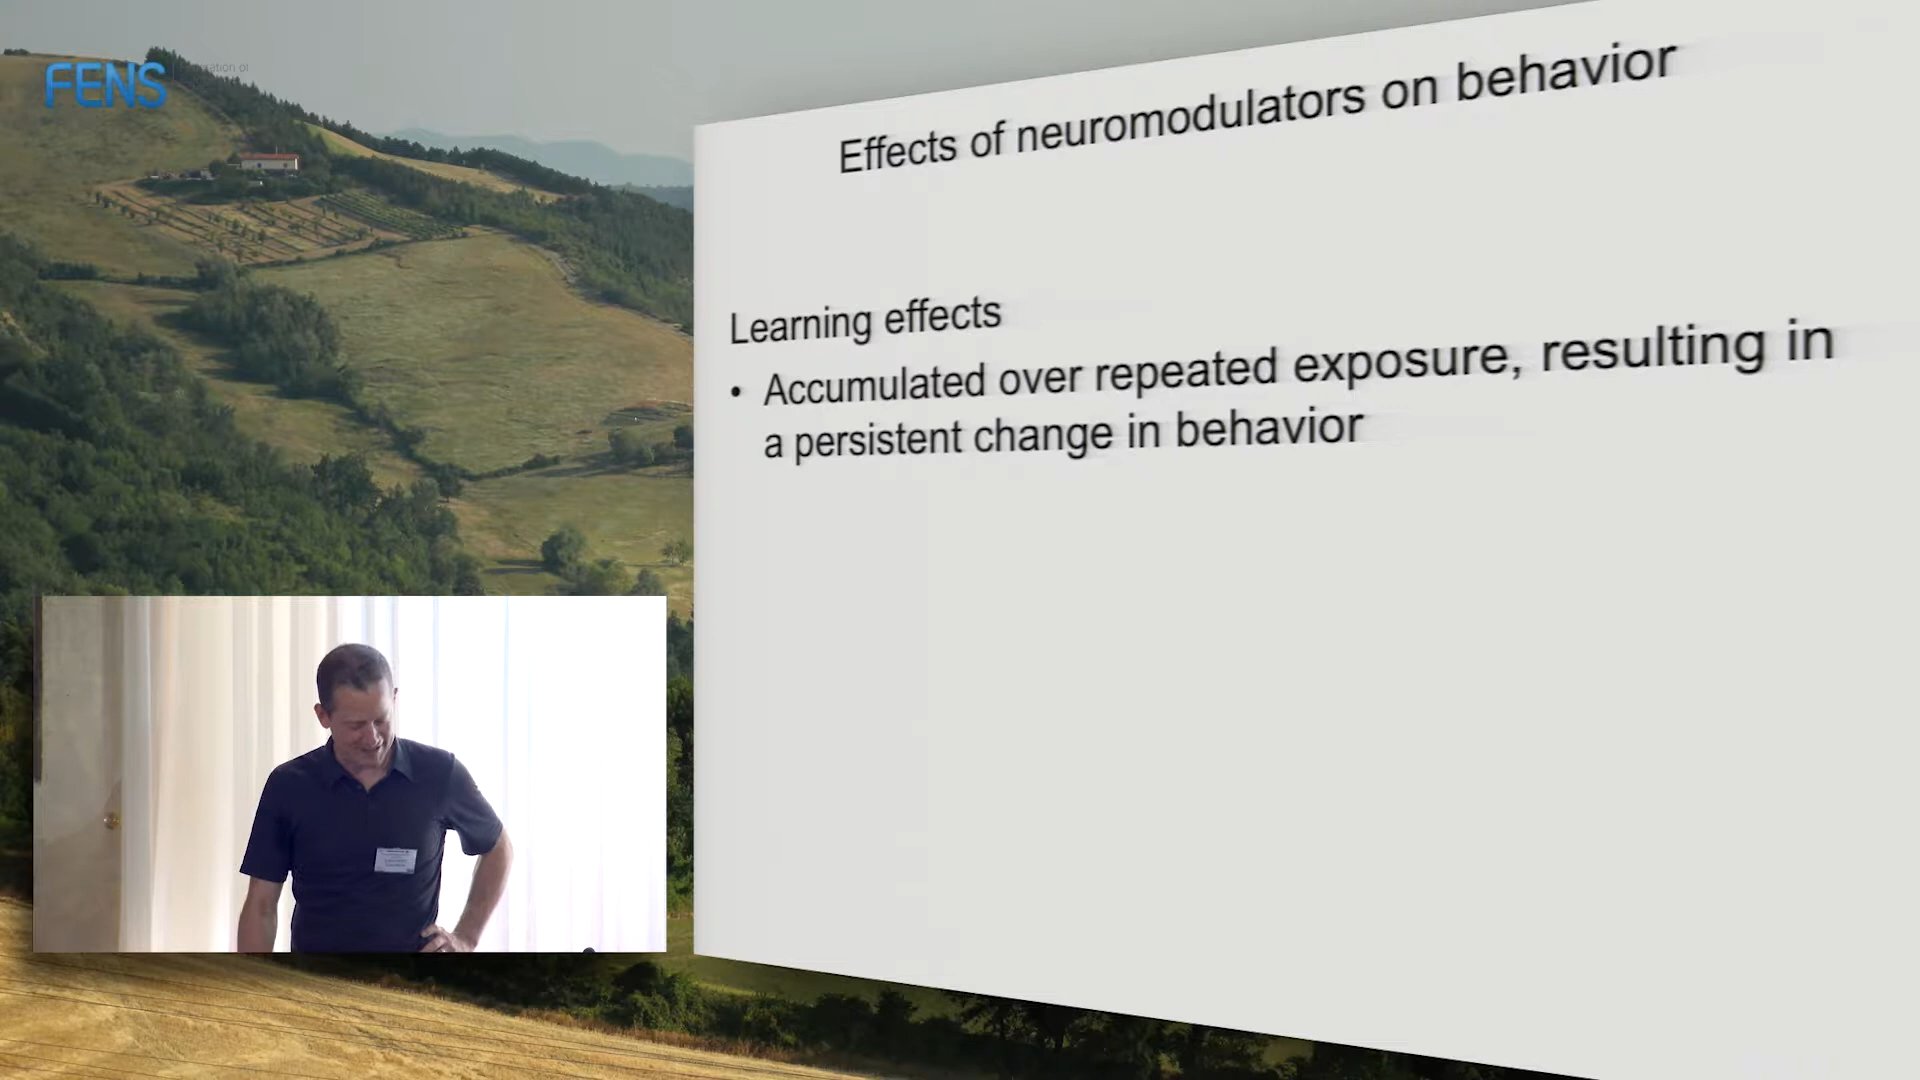 FENS
Effects of neuromodulators on behavior
Learning effects
• Accumulated over repeated exposure, resulting in
a persistent change in behavior